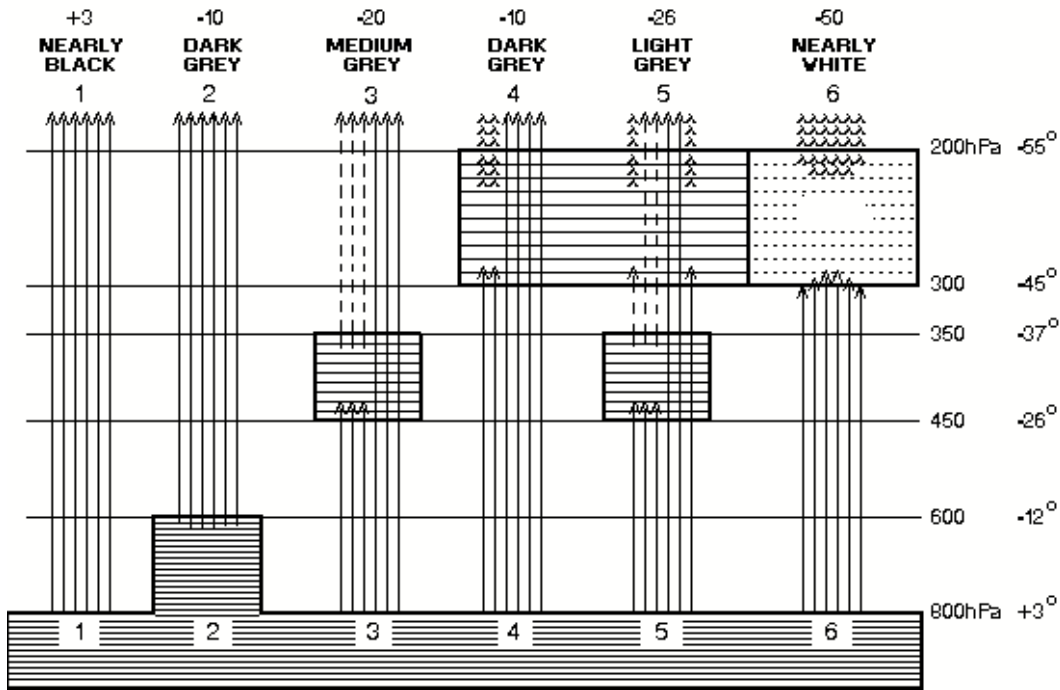 +3 -10 -20 -10 -26 -50
NEARLY DARK MEDIUM DARK LIGHT NEARLY
BLACK GREY GREY GREY GREY WHITE
1 2 3 4 5 6
200hPa -55°
300 -45°
350 -37°
450 -26°
600 -12°
800hPa +3°
1 2 3 4 5 6